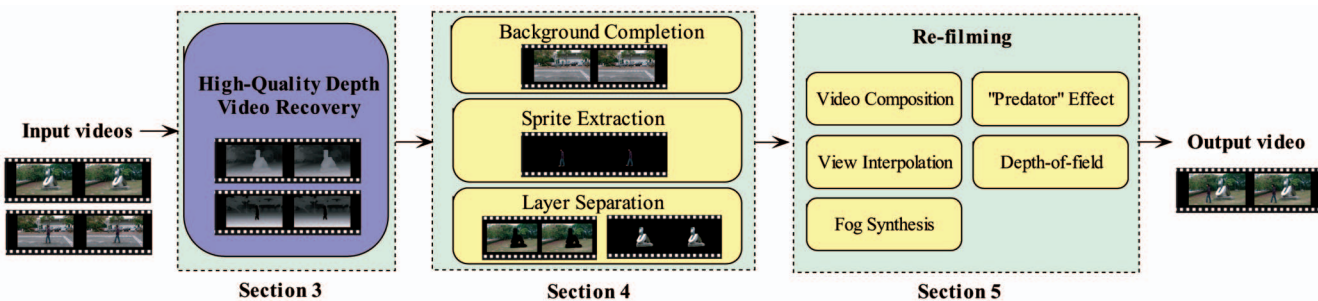 Input videos
High-Quality Depth
Video Recovery
Section 3
Background Completion
Sprite Extraction
Layer Separation
Section 4
Re-filming
Video Composition
"Predator" Effect
View Interpolation
Depth-of-field
Fog Synthesis
Section 5
Output video